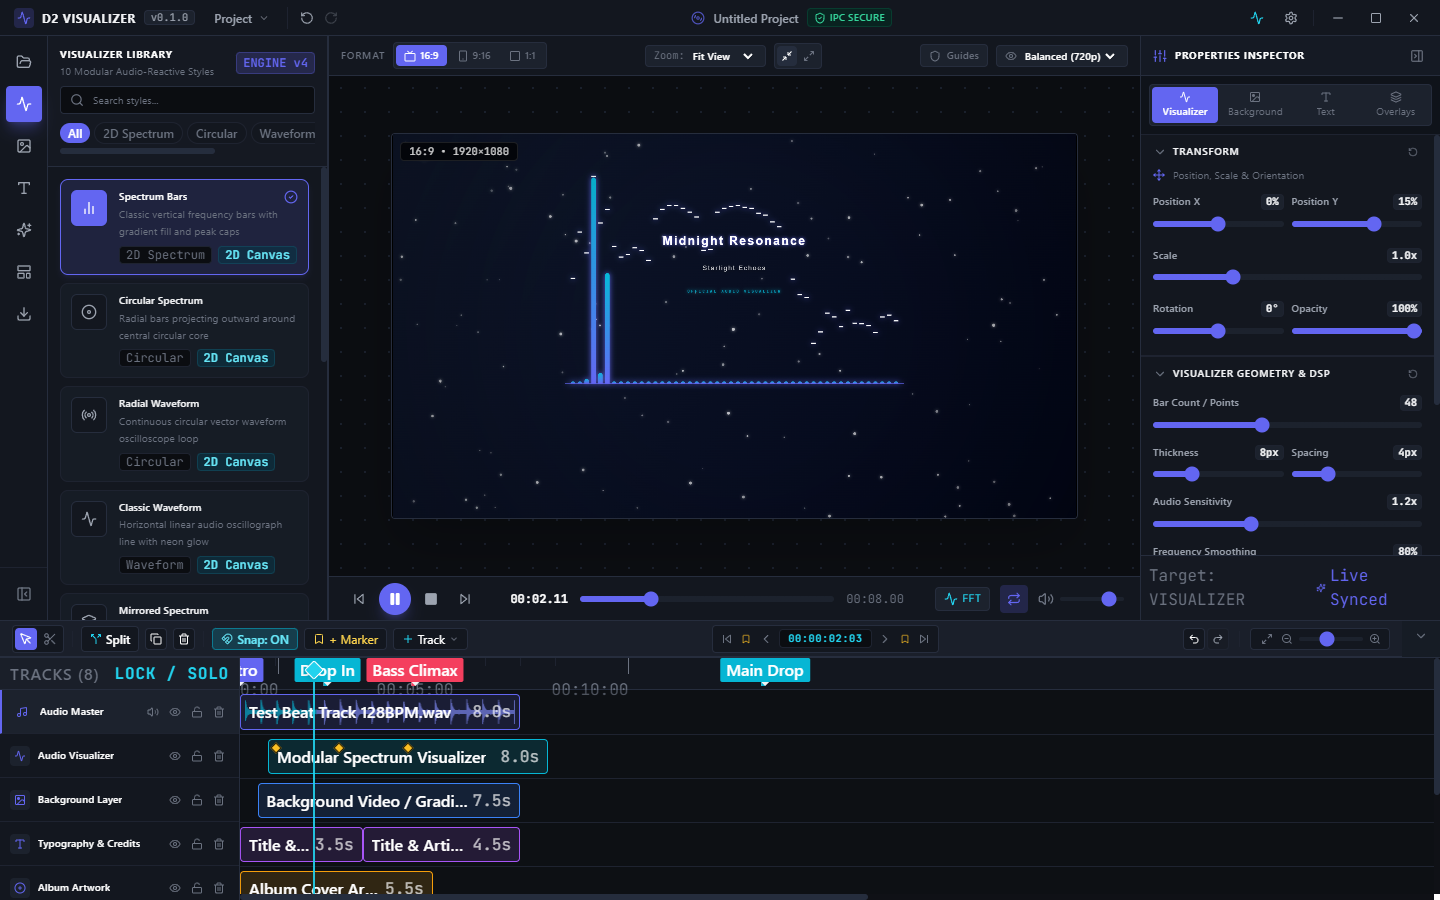 D2 VISUALIZER v0.1.0 Project
Untitled Project IPC SECURE
VISUALIZER LIBRARY
10 Modular Audio-Reactive Styles
ENGINE v4
Search styles...
All 2D Spectrum Circular Waveform
Spectrum Bars
Classic vertical frequency bars with
gradient fill and peak caps
2D Spectrum 2D Canvas
Circular Spectrum
Radial bars projecting outward around
central circular core
Circular 2D Canvas
Radial Waveform
Continuous circular vector waveform
oscilloscope loop
Circular 2D Canvas
Classic Waveform
Horizontal linear audio oscillograph
line with neon glow
Waveform 2D Canvas
Mirrored Spectrum
FORMAT 16:9 9:16 1:1
Zoom: Fit View
Guides Balanced (720p)
16:9 • 1920×1080
Midnight Resonance
Starlight Echoes
OFFICIAL AUDIO VISUALIZER
00:02.11 00:08.00 FFT
PROPERTIES INSPECTOR
Visualizer Background Text Overlays
TRANSFORM
Position, Scale & Orientation
Position X 0% Position Y 15%
Scale 1.0x
Rotation 0° Opacity 100%
VISUALIZER GEOMETRY & DSP
Bar Count / Points 48
Thickness 8px Spacing 4px
Audio Sensitivity 1.2x
Frequency Smoothing 80%
Target:
VISUALIZER
Live
Synced
Split Snap: ON + Marker + Track
00:00:02:03
TRACKS (8) LOCK / SOLO
tro Drop In Bass Climax Main Drop
0:00 00:05:00 00:10:00
Audio Master
Test Beat Track 128BPM.wav 8.0s
Audio Visualizer
Modular Spectrum Visualizer 8.0s
Background Layer
Background Video / Gradi... 7.5s
Typography & Credits
Title &... 3.5s Title & Arti... 4.5s
Album Artwork
Album Cover Ar... 5.5s